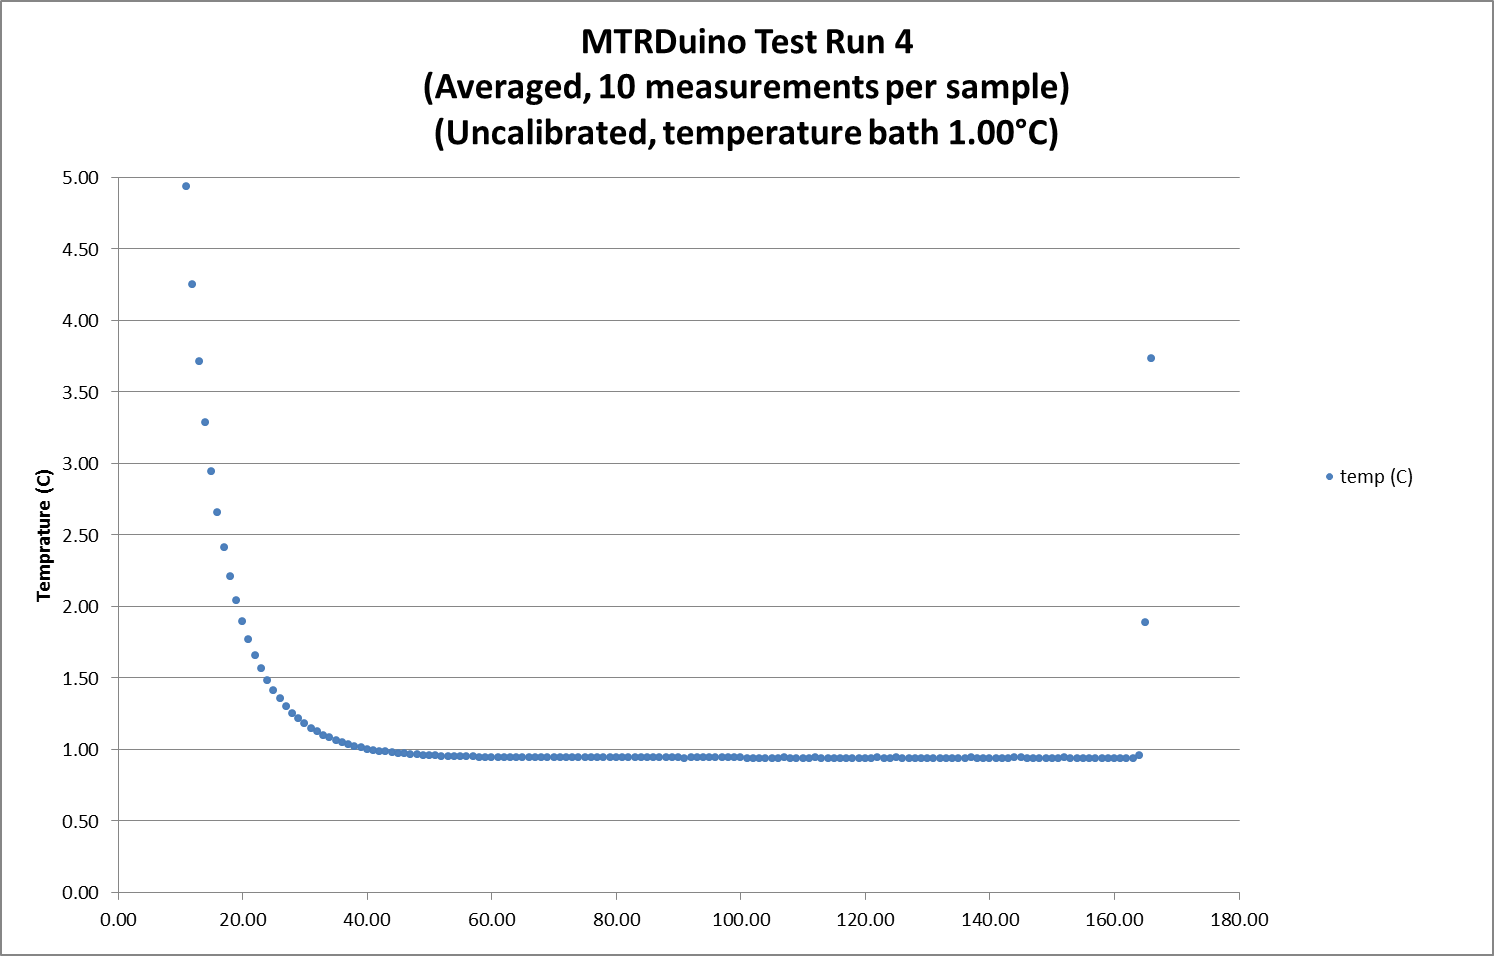 MTRDuino Test Run 4
(Averaged, 10 measurements per sample)
(Uncalibrated, temperature bath 1.00°C)
5.00
4.50
4.00
3.50
3.00
2.50
2.00
1.50
1.00
0.50
0.00
Temprature (C)
temp (C)
0.00 20.00 40.00 60.00 80.00 100.00 120.00 140.00 160.00 180.00